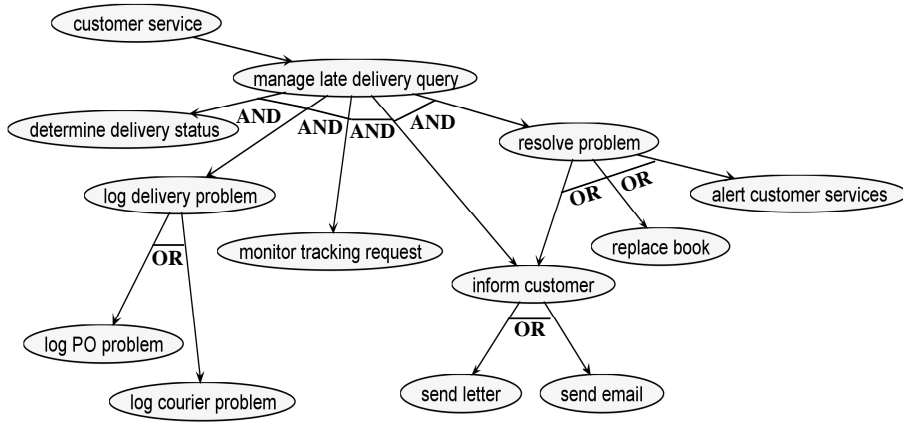 customer service
manage late delivery query
determine delivery status
AND
AND
AND
AND
resolve problem
log delivery problem
OR
OR
alert customer services
monitor tracking request
replace book
OR
inform customer
log PO problem
OR
send letter
send email
log courier problem